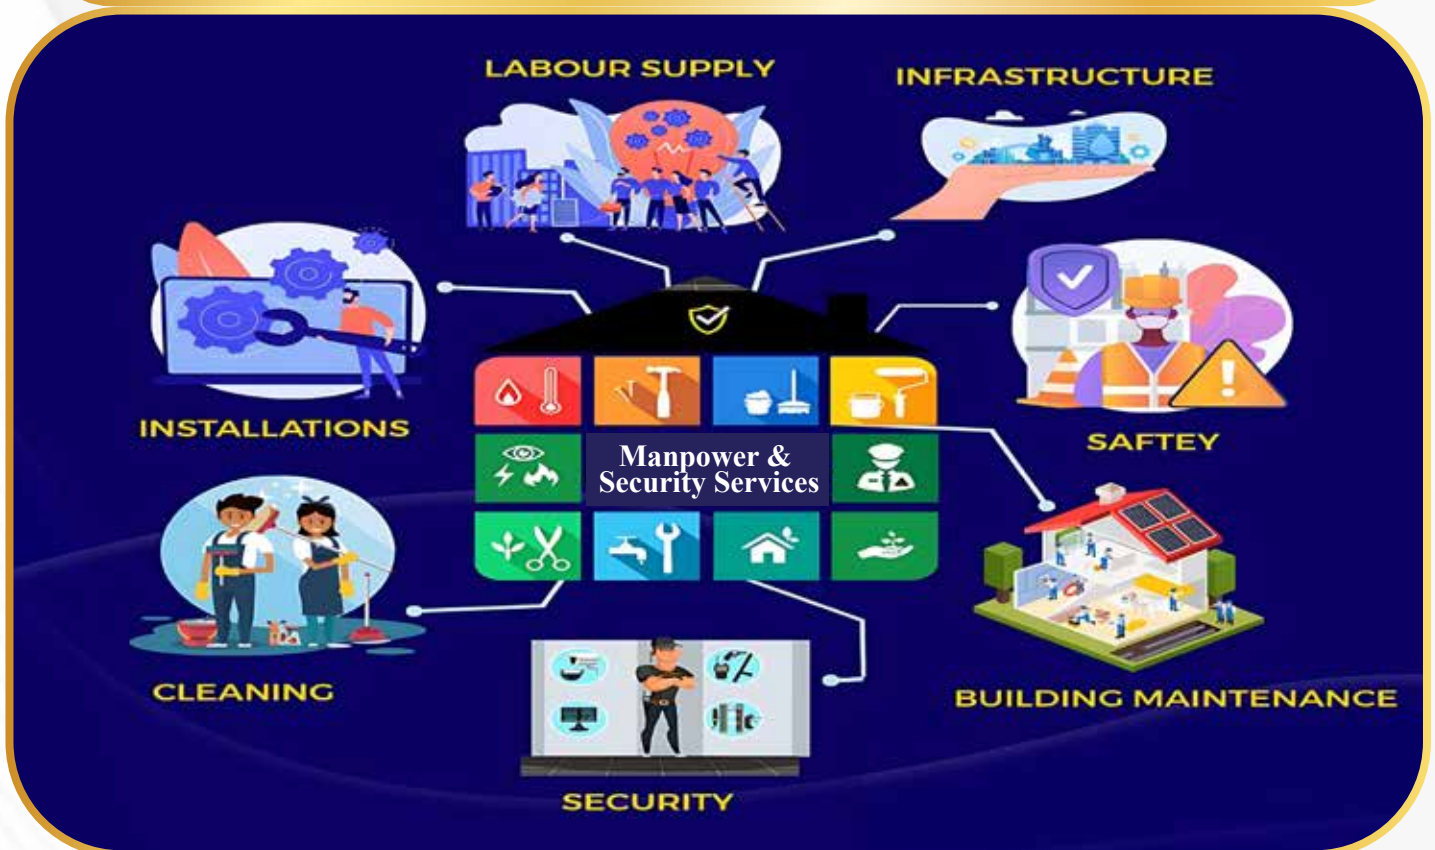 LABOUR SUPPLY
INFRASTRUCTURE
INSTALLATIONS
SAFTEY
Manpower &
Security Services
CLEANING
BUILDING MAINTENANCE
SECURITY